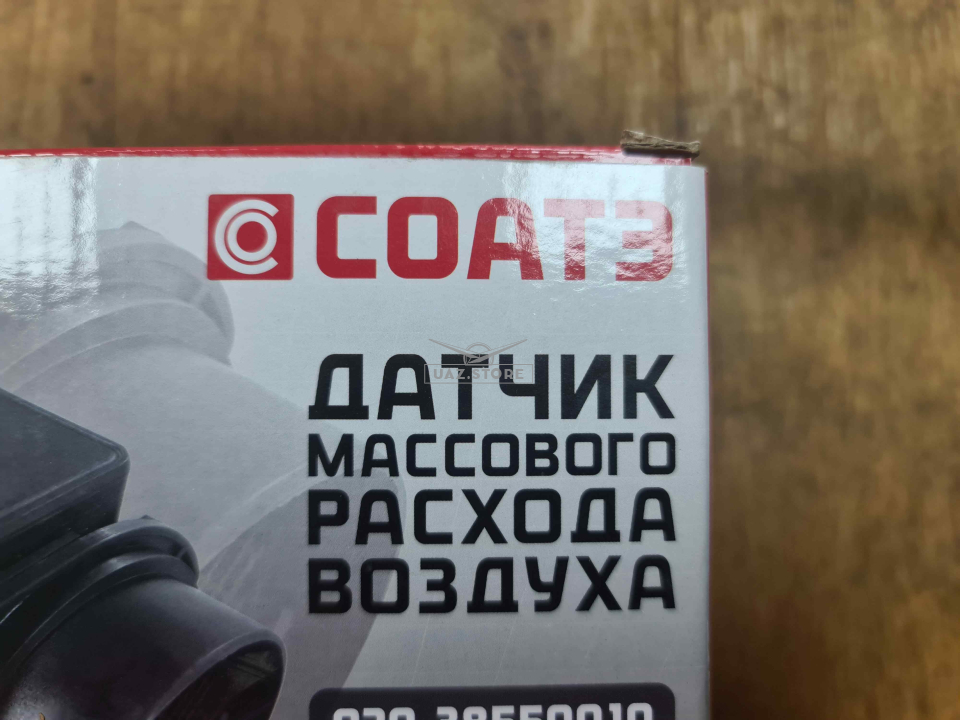 СОАТЭ
ДАТЧИК
UAZ.STORE
МАССОВОГО
РАСХОДА
ВОЗДУХА